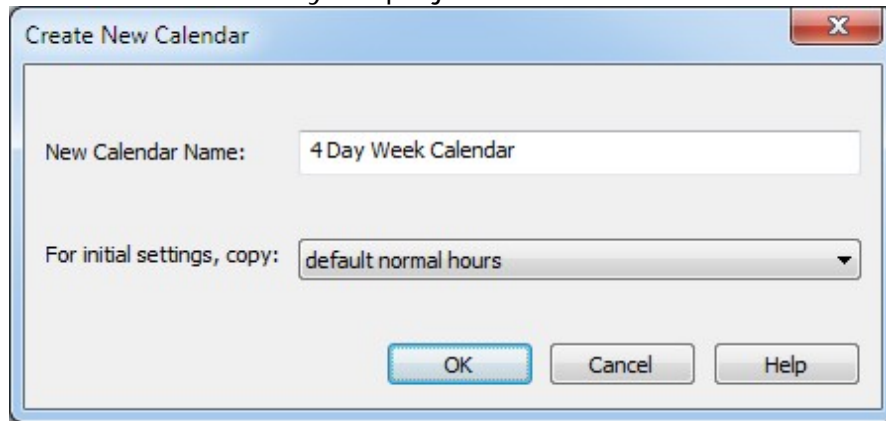 Create New Calendar
New Calendar Name: 4 Day Week Calendar
For initial settings, copy: default normal hours
OK Cancel Help